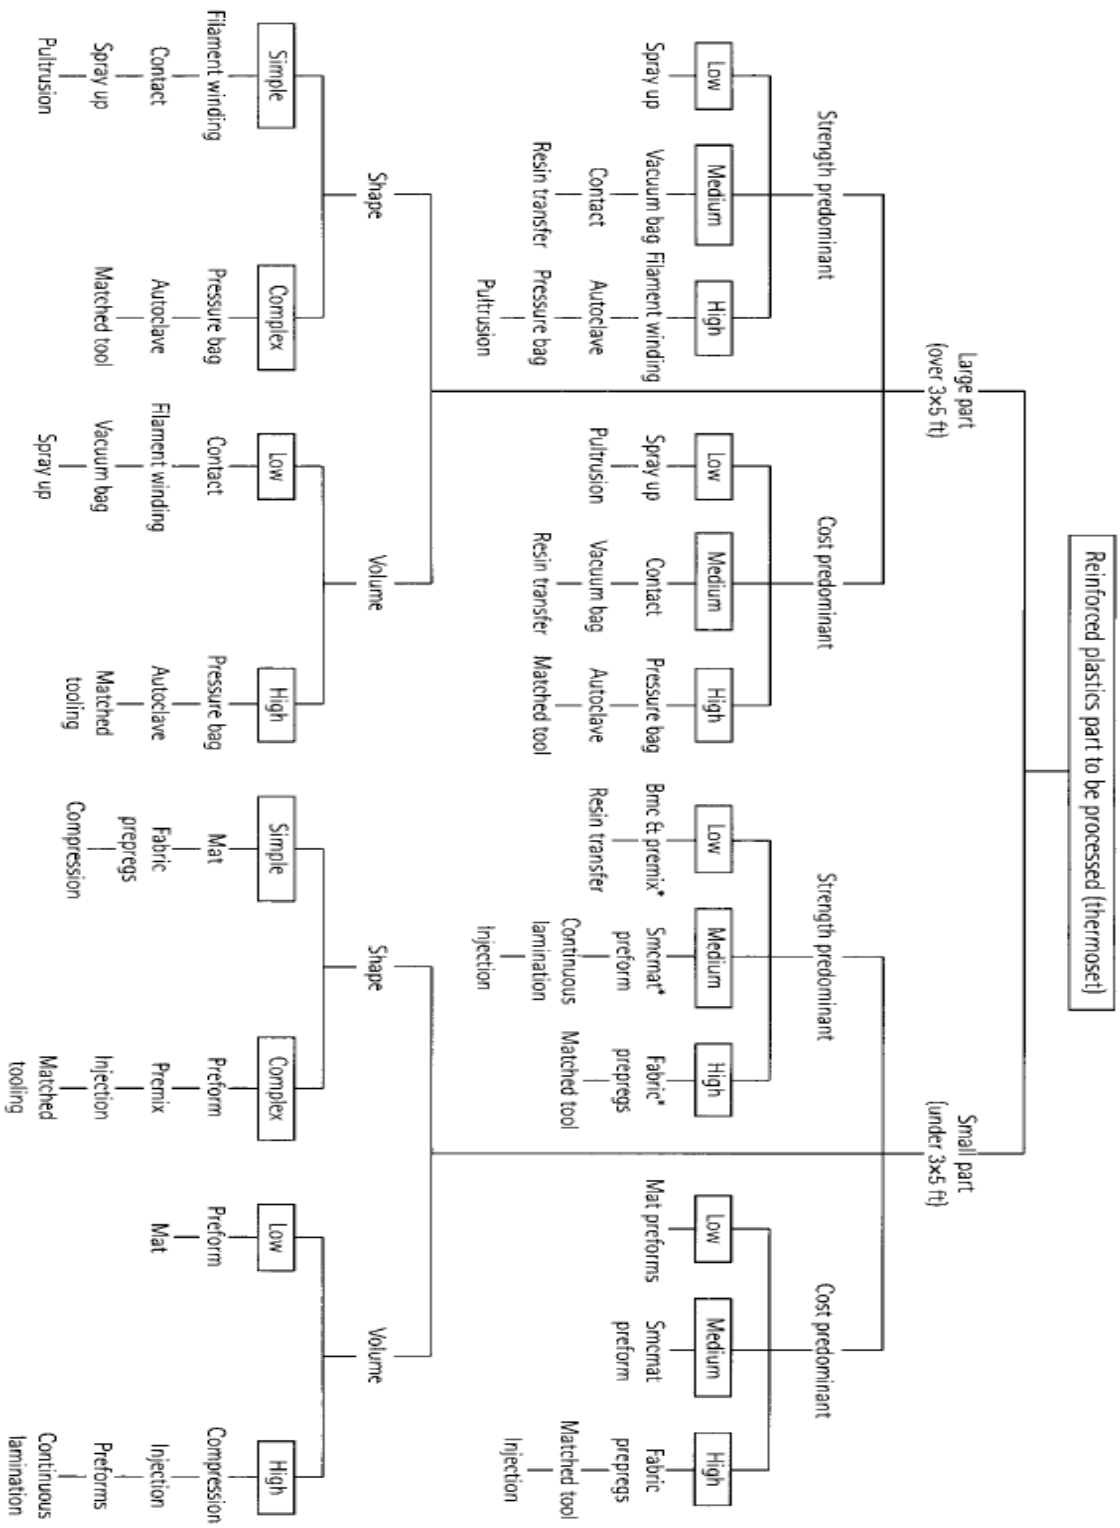 Reinforced plastics part to be processed (thermoset)
Large part
(over 3×5 ft)
Small part
(under 3×5 ft)
Strength predominant
Cost predominant
Strength predominant
Cost predominant
Low
Spray up
Medium
Vacuum bag
Contact
Resin transfer
High
Filament winding
Autoclave
Pressure bag
Pultrusion
Low
Spray up
Pultrusion
Medium
Contact
Vacuum bag
Resin transfer
High
Pressure bag
Autoclave
Matched tool
Low
Bmc & premix*
Resin transfer
Medium
Smcmat*
preform
Continuous
lamination
Injection
High
Fabric*
prepregs
Matched tool
Low
Mat preforms
Medium
Smcmat
preform
High
Fabric
prepregs
Matched tool
Injection
Shape
Volume
Shape
Volume
Simple
Filament winding
Contact
Spray up
Pultrusion
Complex
Pressure bag
Autoclave
Matched tool
Low
Contact
Filament winding
Vacuum bag
Spray up
High
Pressure bag
Autoclave
Matched
tooling
Simple
Mat
Fabric
prepregs
Compression
Complex
Preform
Premix
Injection
Matched
tooling
Low
Preform
Mat
High
Compression
Injection
Preforms
Continuous
lamination